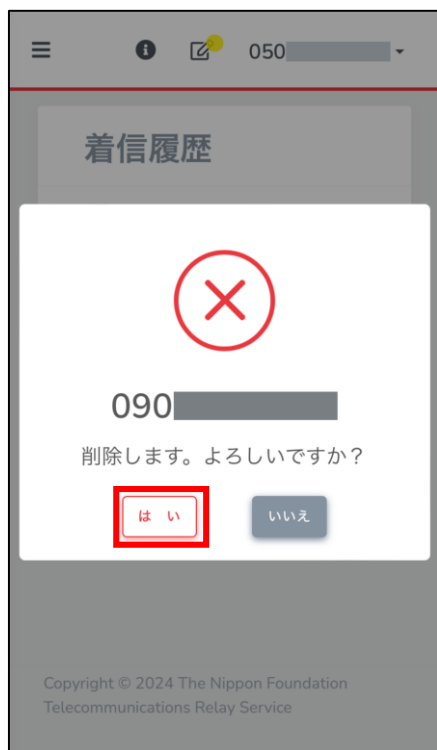 050
着信履歴
090
削除します。よろしいですか？
は い
いいえ
Copyright © 2024 The Nippon Foundation
Telecommunications Relay Service